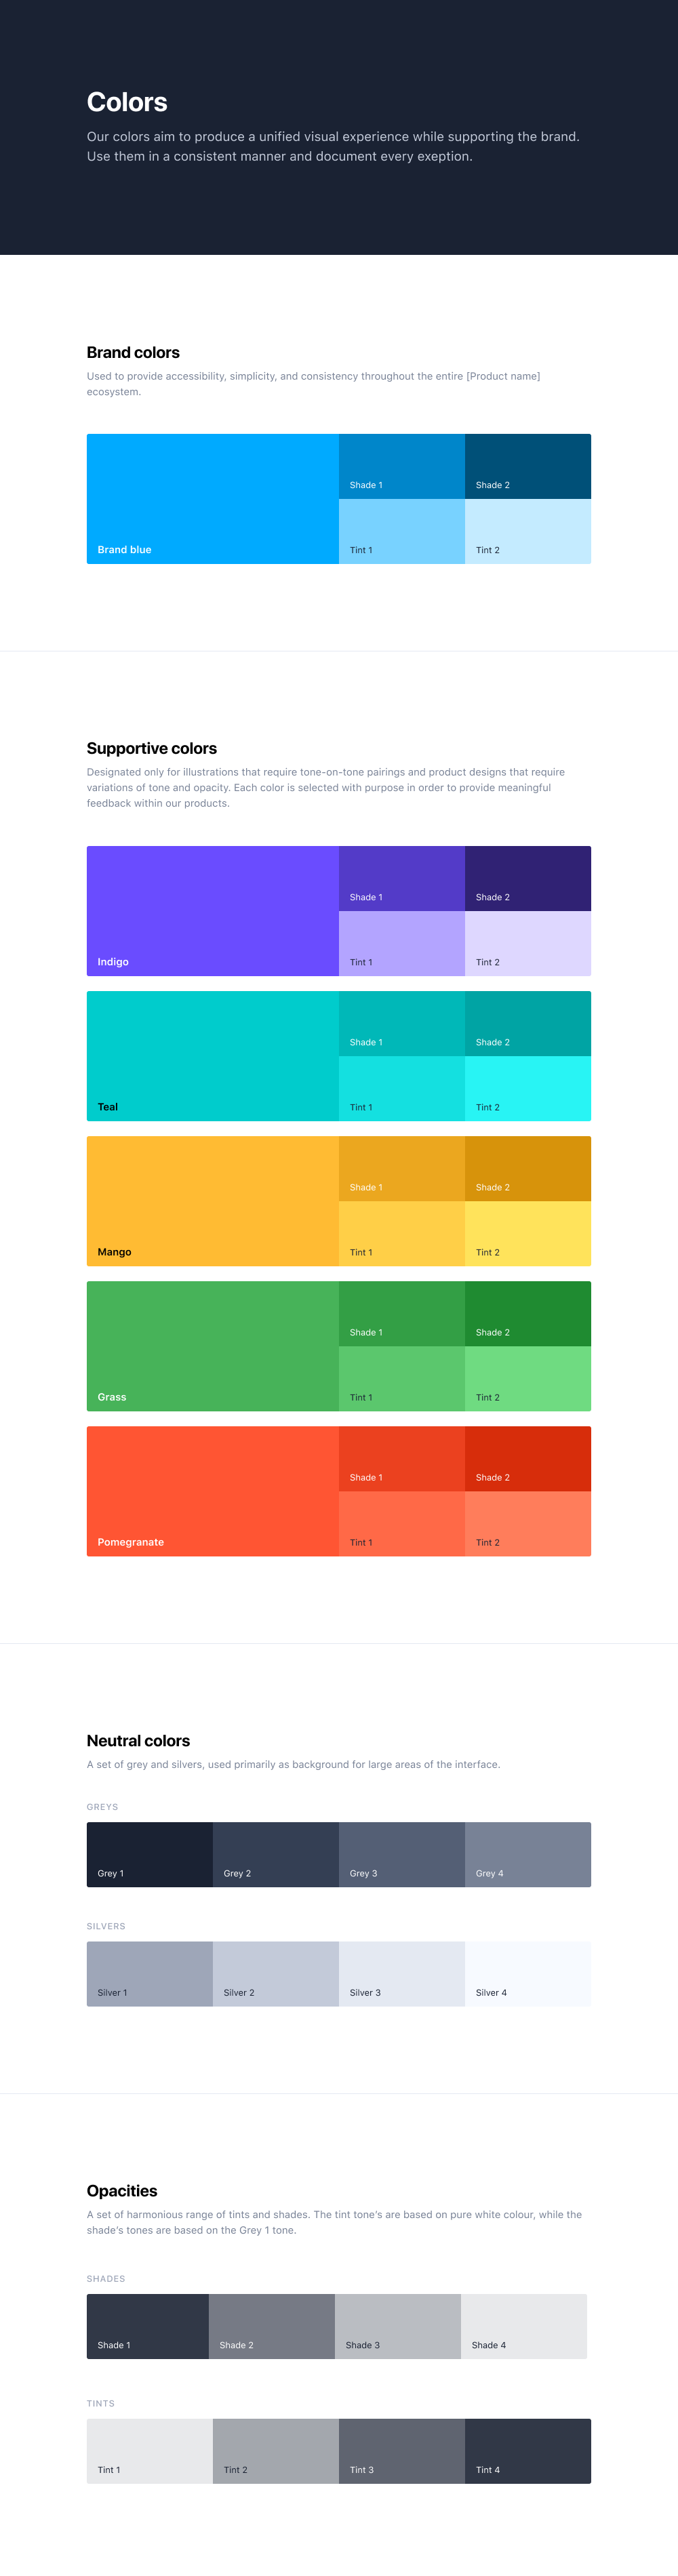 Colors
Our colors aim to produce a unified visual experience while supporting the brand.
Use them in a consistent manner and document every exeption.
Brand colors
Used to provide accessibility, simplicity, and consistency throughout the entire [Product name]
ecosystem.
Brand blue
Shade 1
Shade 2
Tint 1
Tint 2
Supportive colors
Designated only for illustrations that require tone-on-tone pairings and product designs that require
variations of tone and opacity. Each color is selected with purpose in order to provide meaningful
feedback within our products.
Indigo
Shade 1
Shade 2
Tint 1
Tint 2
Teal
Shade 1
Shade 2
Tint 1
Tint 2
Mango
Shade 1
Shade 2
Tint 1
Tint 2
Grass
Shade 1
Shade 2
Tint 1
Tint 2
Pomegranate
Shade 1
Shade 2
Tint 1
Tint 2
Neutral colors
A set of grey and silvers, used primarily as background for large areas of the interface.
GREYS
Grey 1
Grey 2
Grey 3
Grey 4
SILVERS
Silver 1
Silver 2
Silver 3
Silver 4
Opacities
A set of harmonious range of tints and shades. The tint tone's are based on pure white colour, while the
shade's tones are based on the Grey 1 tone.
SHADES
Shade 1
Shade 2
Shade 3
Shade 4
TINTS
Tint 1
Tint 2
Tint 3
Tint 4